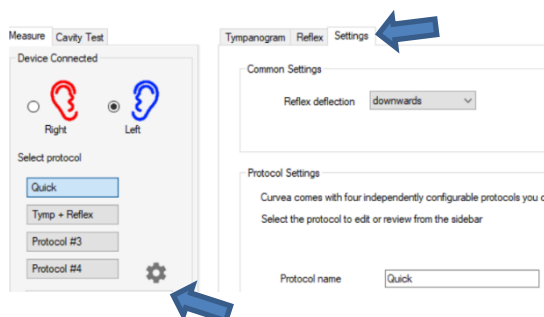 Measure Cavity Test
Device Connected
Right Left
Select protocol
Quick
Tymp + Reflex
Protocol #3
Protocol #4
Tympanogram Reflex Settings
Common Settings
Reflex deflection downwards
Protocol Settings
Curvea comes with four independently configurable protocols you
Select the protocol to edit or review from the sidebar
Protocol name Quick